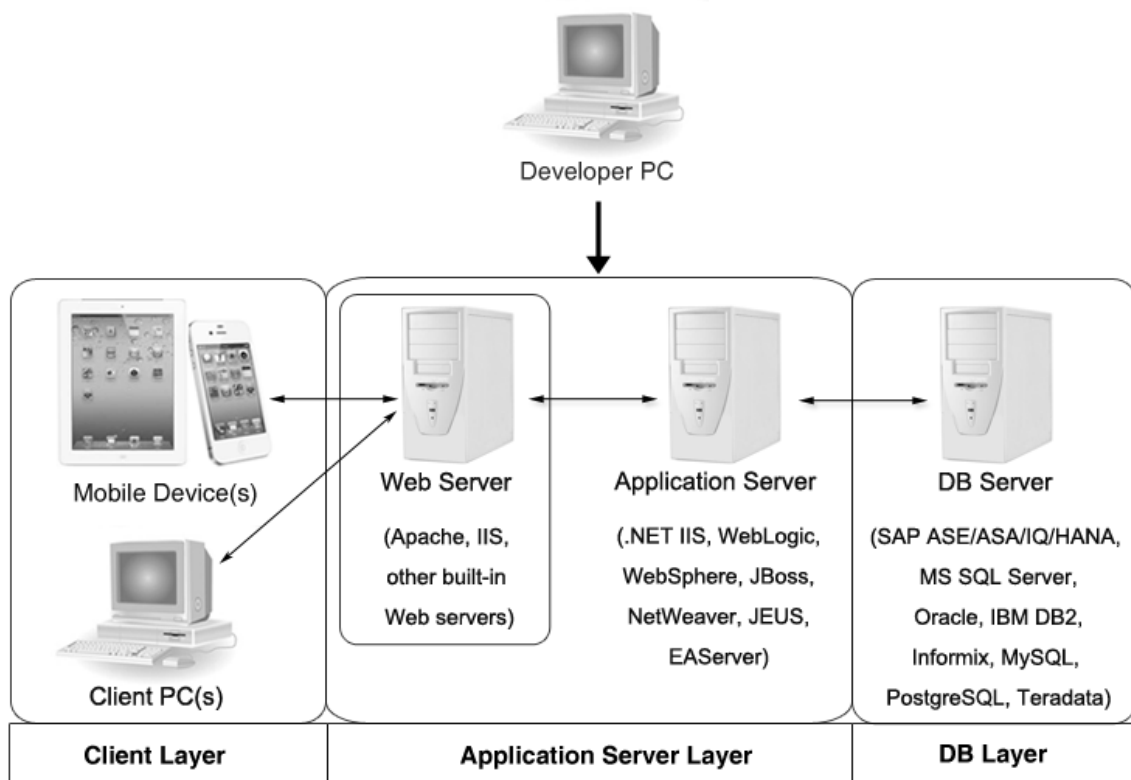 Developer PC
Mobile Device(s)
Client PC(s)
Web Server
(Apache, IIS,
other built-in
Web servers)
Application Server
(.NET IIS, WebLogic,
WebSphere, JBoss,
NetWeaver, JEUS,
EAServer)
DB Server
(SAP ASE/ASA/IQ/HANA,
MS SQL Server,
Oracle, IBM DB2,
Informix, MySQL,
PostgreSQL, Teradata)
Client Layer
Application Server Layer
DB Layer